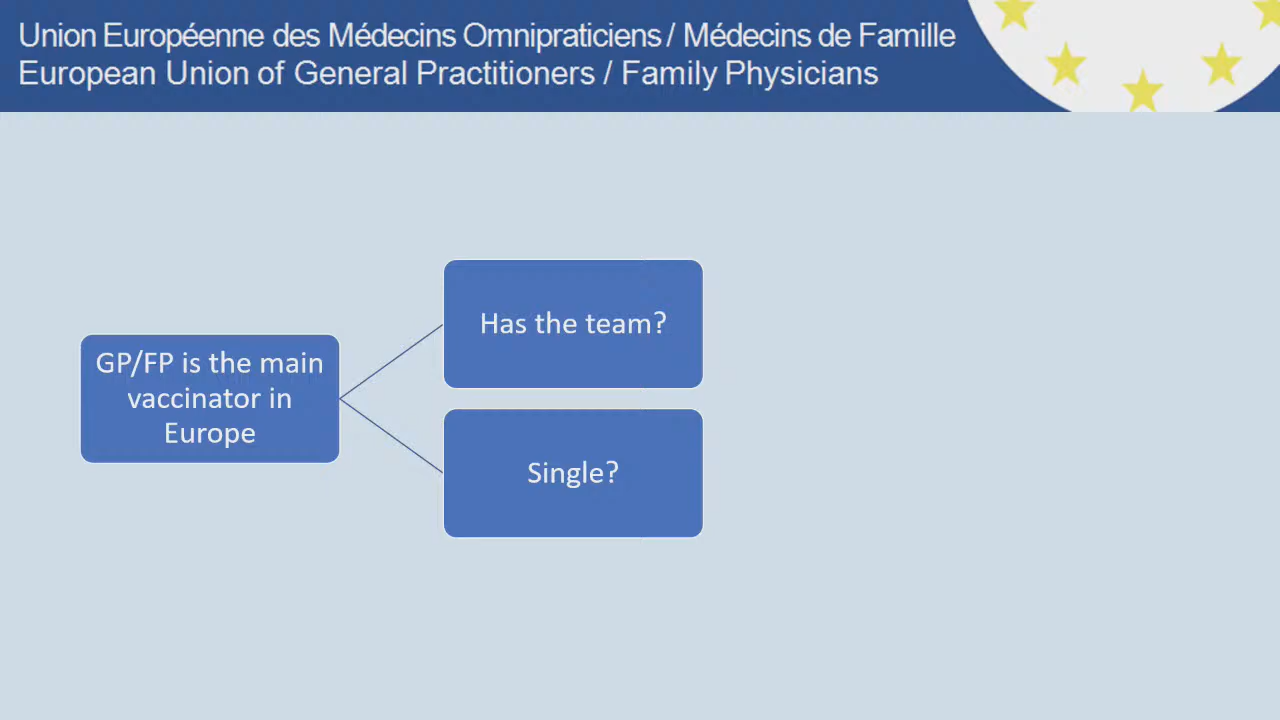 Union Européenne des Médecins Omnipraticiens / Médecins de Famille
European Union of General Practitioners / Family Physicians
GP/FP is the main
vaccinator in
Europe
Has the team?
Single?